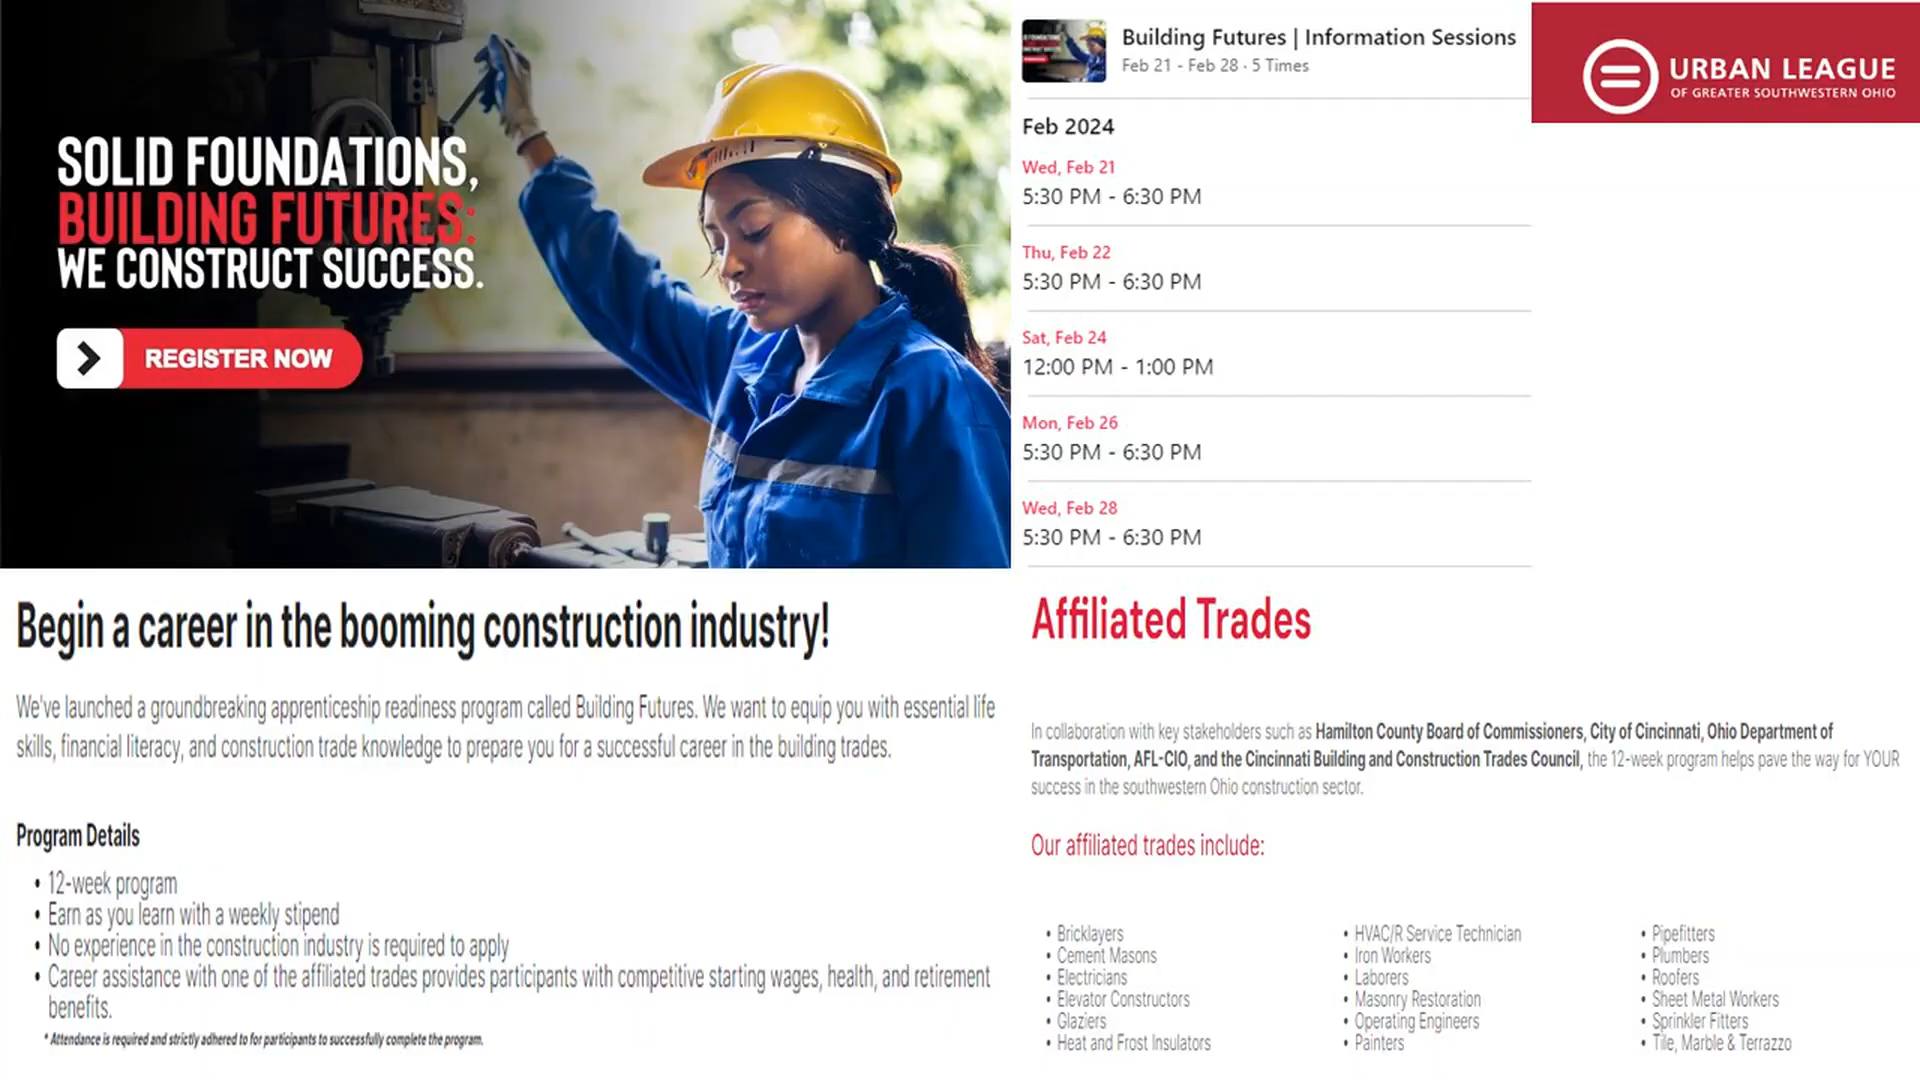 SOLID FOUNDATIONS,
BUILDING FUTURES:
WE CONSTRUCT SUCCESS.
REGISTER NOW
Building Futures | Information Sessions
Feb 21 - Feb 28 · 5 Times
Feb 2024
Wed, Feb 21
5:30 PM - 6:30 PM
Thu, Feb 22
5:30 PM - 6:30 PM
Sat, Feb 24
12:00 PM - 1:00 PM
Mon, Feb 26
5:30 PM - 6:30 PM
Wed, Feb 28
5:30 PM - 6:30 PM
URBAN LEAGUE
OF GREATER SOUTHWESTERN OHIO
Begin a career in the booming construction industry!
We've launched a groundbreaking apprenticeship readiness program called Building Futures. We want to equip you with essential life
skills, financial literacy, and construction trade knowledge to prepare you for a successful career in the building trades.
Program Details
• 12-week program
• Earn as you learn with a weekly stipend
• No experience in the construction industry is required to apply
• Career assistance with one of the affiliated trades provides participants with competitive starting wages, health, and retirement
benefits.
* Attendance is required and strictly adhered to for participants to successfully complete the program.
Affiliated Trades
In collaboration with key stakeholders such as Hamilton County Board of Commissioners, City of Cincinnati, Ohio Department of
Transportation, AFL-CIO, and the Cincinnati Building and Construction Trades Council, the 12-week program helps pave the way for YOUR
success in the southwestern Ohio construction sector.
Our affiliated trades include:
• Bricklayers
• Cement Masons
• Electricians
• Elevator Constructors
• Glaziers
• Heat and Frost Insulators
• HVAC/R Service Technician
• Iron Workers
• Laborers
• Masonry Restoration
• Operating Engineers
• Painters
• Pipefitters
• Plumbers
• Roofers
• Sheet Metal Workers
• Sprinkler Fitters
• Tile, Marble & Terrazzo